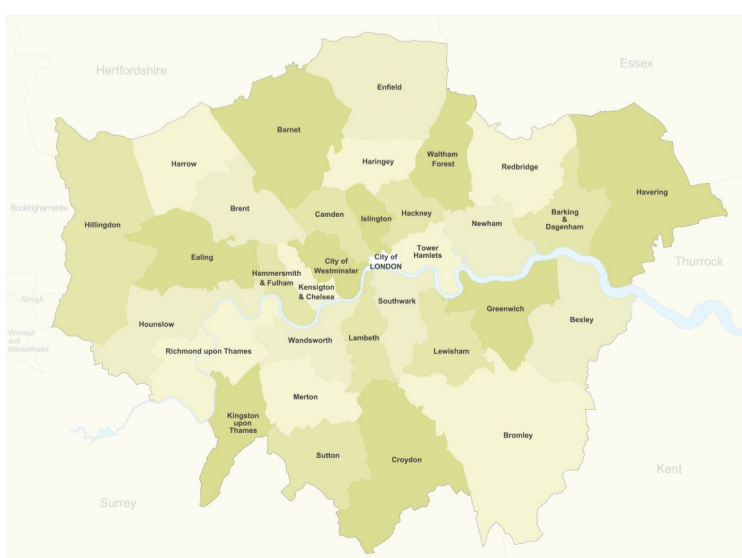 Hertfordshire
Essex
Enfield
Barnet
Harrow
Haringey
Waltham
Forest
Redbridge
Havering
Brent
Buckinghamshire
Hillingdon
Camden
Islington
Hackney
Newham
Barking
&
Dagenham
Ealing
Hammersmith
& Fulham
City of
Westminster
Kensigton
& Chelsea
City of
LONDON
Tower
Hamlets
Thurrock
Slough
Windsor
and
Maidenhead
Hounslow
Southwark
Greenwich
Bexley
Richmond upon Thames
Wandsworth
Lambeth
Lewisham
Merton
Kingston
upon
Thames
Sutton
Croydon
Bromley
Surrey
Kent